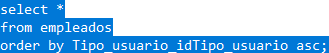 select *
from empleados
order by Tipo_usuario_idTipo_usuario asc;